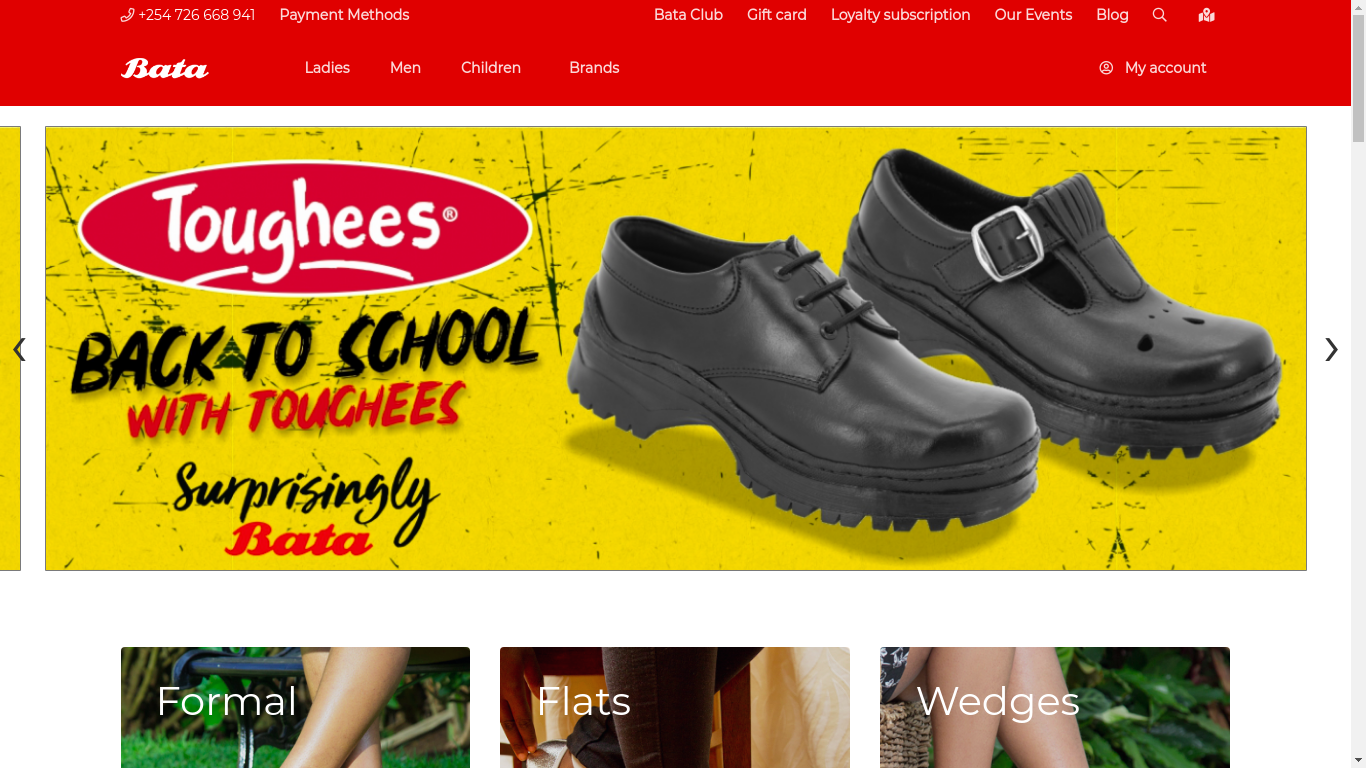 +254 726 668 941 Payment Methods Bata Club Gift card Loyalty subscription Our Events Blog
Bata Ladies Men Children Brands My account
Toughees®
BACK TO SCHOOL
WITH TOUGHEES
Surprisingly
Bata
Formal Flats Wedges